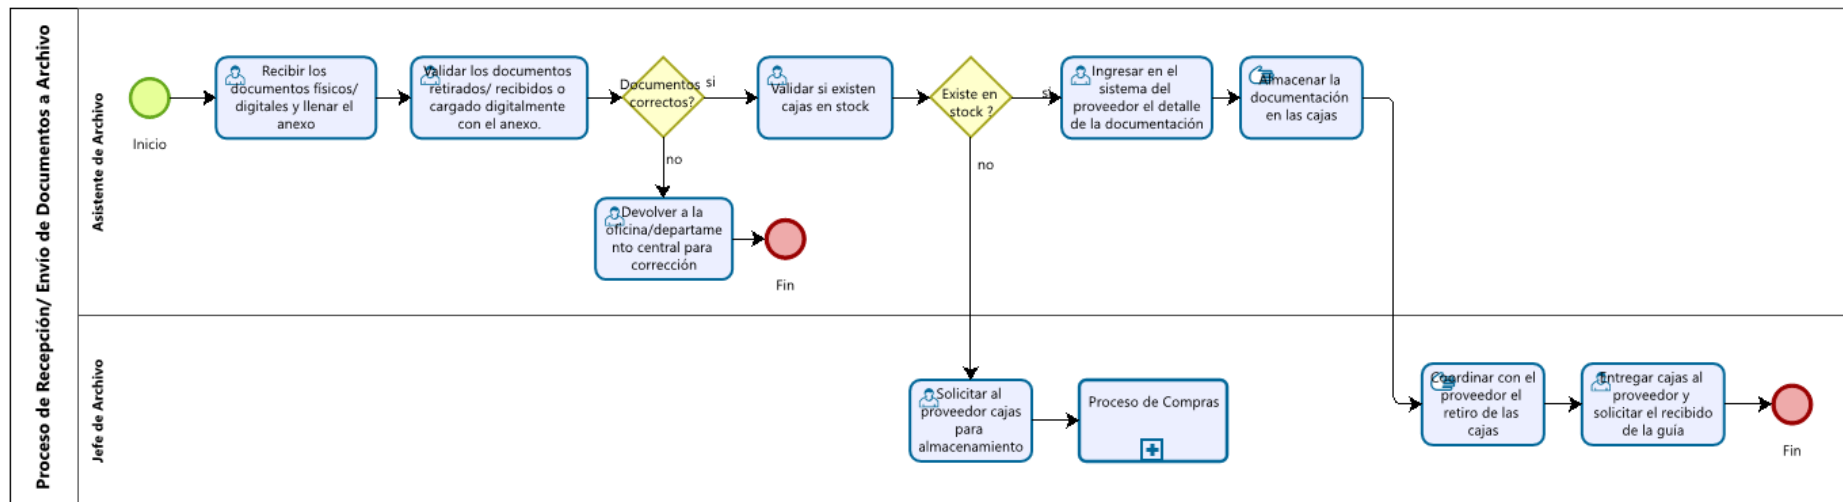 Proceso de Recepción/ Envío de Documentos a Archivo
Asistente de Archivo
Inicio
Recibir los
documentos físicos/
digitales y llenar el
anexo
Validar los documentos
retirados/ recibidos o
cargado digitalmente
con el anexo.
Documentos
correctos?
si
no
Devolver a la
oficina/departame
nto central para
corrección
Fin
Validar si existen
cajas en stock
Existe en
stock ?
si
no
Ingresar en el
sistema del
proveedor el detalle
de la documentación
Almacenar la
documentación
en las cajas
Jefe de Archivo
Solicitar al
proveedor cajas
para
almacenamiento
Proceso de Compras
Coordinar con el
proveedor el
retiro de las
cajas
Entregar cajas al
proveedor y
solicitar el recibido
de la guía
Fin